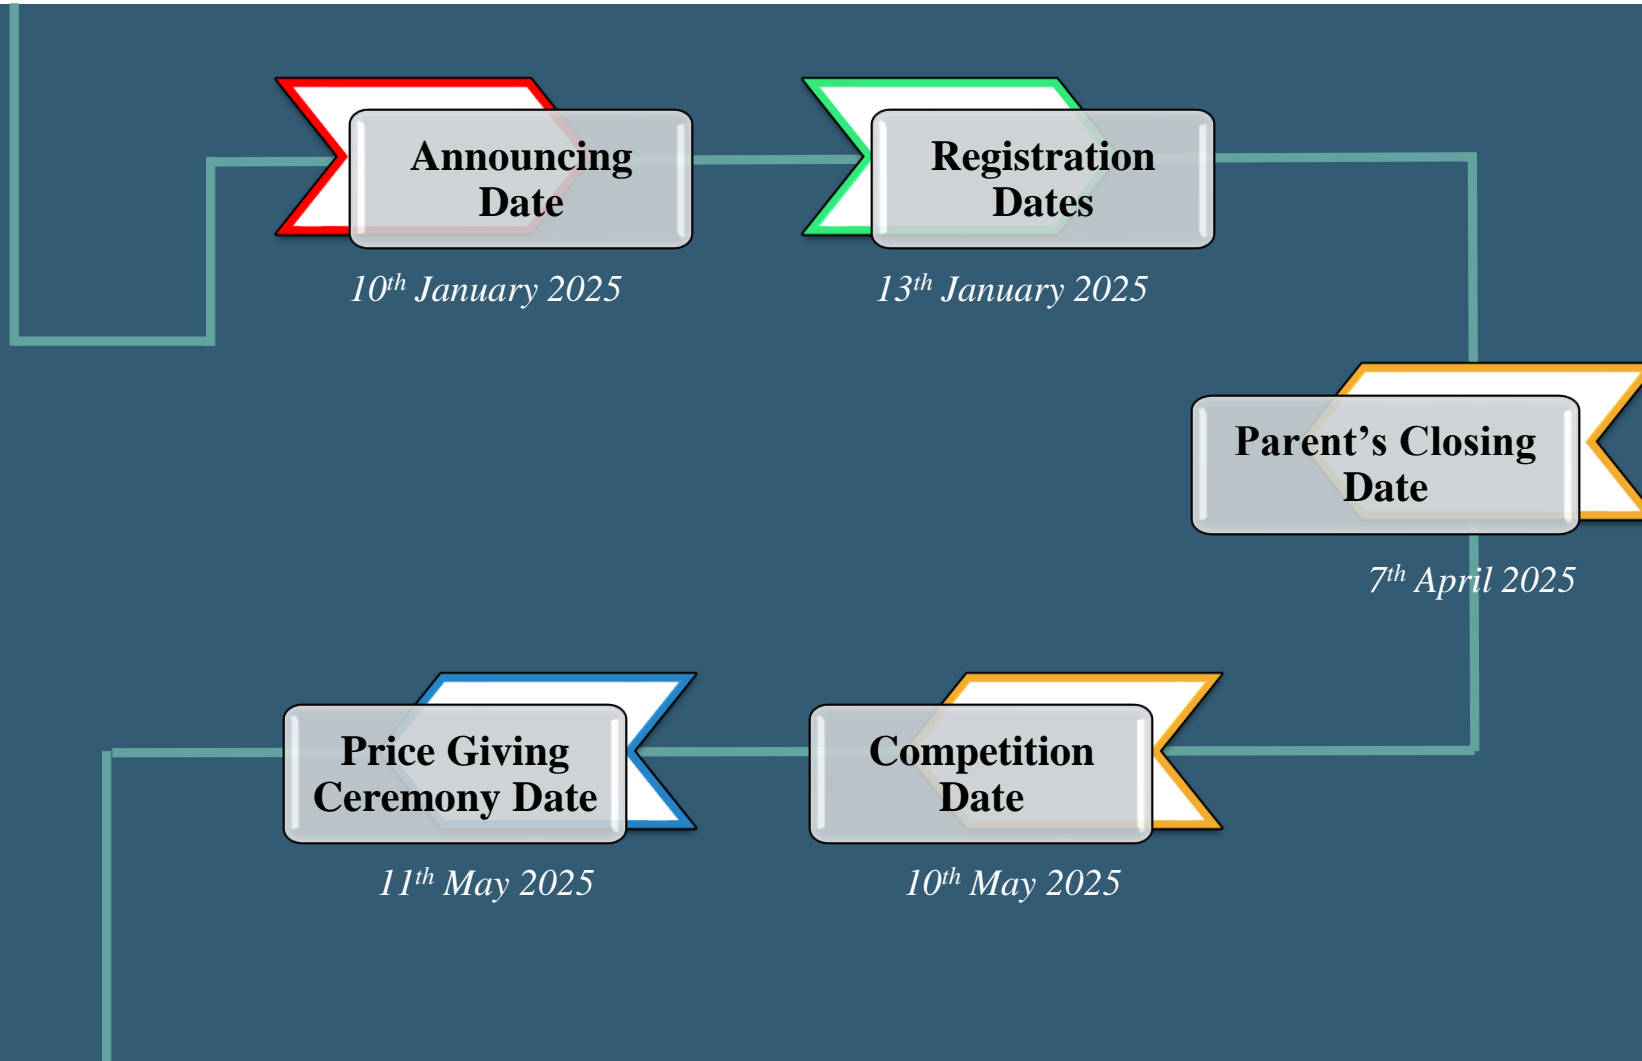 Announcing
Date
10th January 2025
Registration
Dates
13th January 2025
Parent’s Closing
Date
7th April 2025
Competition
Date
10th May 2025
Price Giving
Ceremony Date
11th May 2025